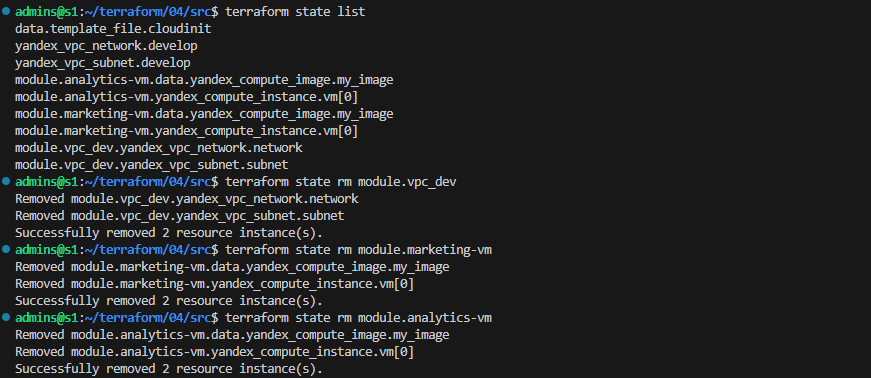 admins@s1:~/terraform/04/src$ terraform state list
data.template_file.cloudinit
yandex_vpc_network.develop
yandex_vpc_subnet.develop
module.analytics-vm.data.yandex_compute_image.my_image
module.analytics-vm.yandex_compute_instance.vm[0]
module.marketing-vm.data.yandex_compute_image.my_image
module.marketing-vm.yandex_compute_instance.vm[0]
module.vpc_dev.yandex_vpc_network.network
module.vpc_dev.yandex_vpc_subnet.subnet
admins@s1:~/terraform/04/src$ terraform state rm module.vpc_dev
Removed module.vpc_dev.yandex_vpc_network.network
Removed module.vpc_dev.yandex_vpc_subnet.subnet
Successfully removed 2 resource instance(s).
admins@s1:~/terraform/04/src$ terraform state rm module.marketing-vm
Removed module.marketing-vm.data.yandex_compute_image.my_image
Removed module.marketing-vm.yandex_compute_instance.vm[0]
Successfully removed 2 resource instance(s).
admins@s1:~/terraform/04/src$ terraform state rm module.analytics-vm
Removed module.analytics-vm.data.yandex_compute_image.my_image
Removed module.analytics-vm.yandex_compute_instance.vm[0]
Successfully removed 2 resource instance(s).